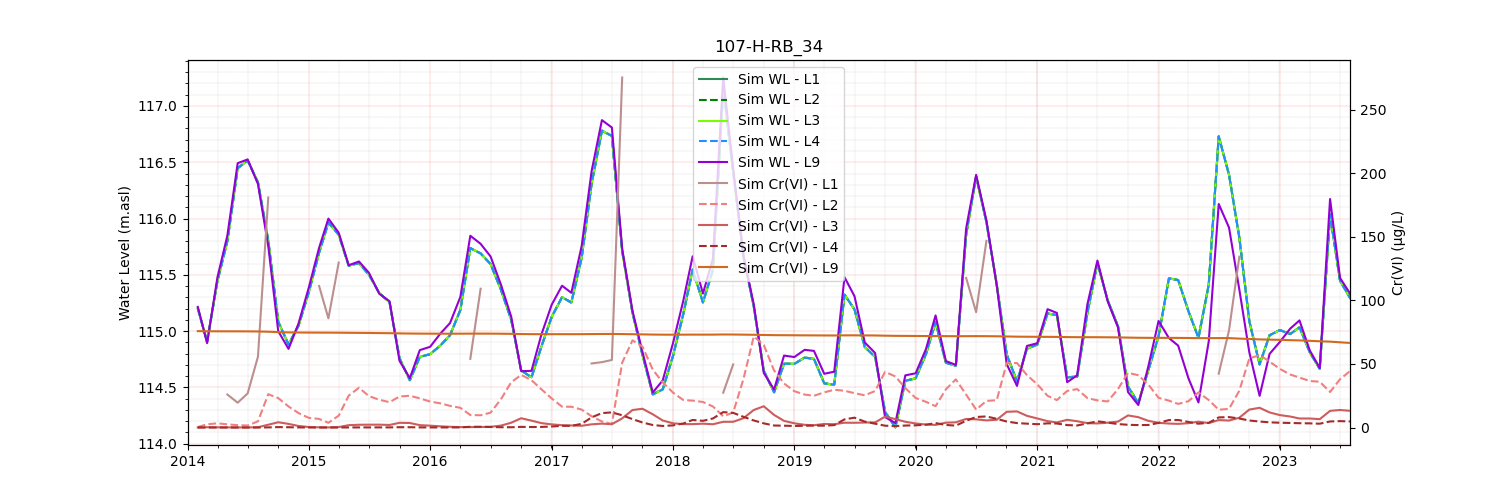 107-H-RB_34
Sim WL - L1
Sim WL - L2
Sim WL - L3
Sim WL - L4
Sim WL - L9
Sim Cr(VI) - L1
Sim Cr(VI) - L2
Sim Cr(VI) - L3
Sim Cr(VI) - L4
Sim Cr(VI) - L9
Water Level (m.asl)
117.0
116.5
116.0
115.5
115.0
114.5
114.0
Cr(VI) (μg/L)
250
200
150
100
50
0
2014 2015 2016 2017 2018 2019 2020 2021 2022 2023